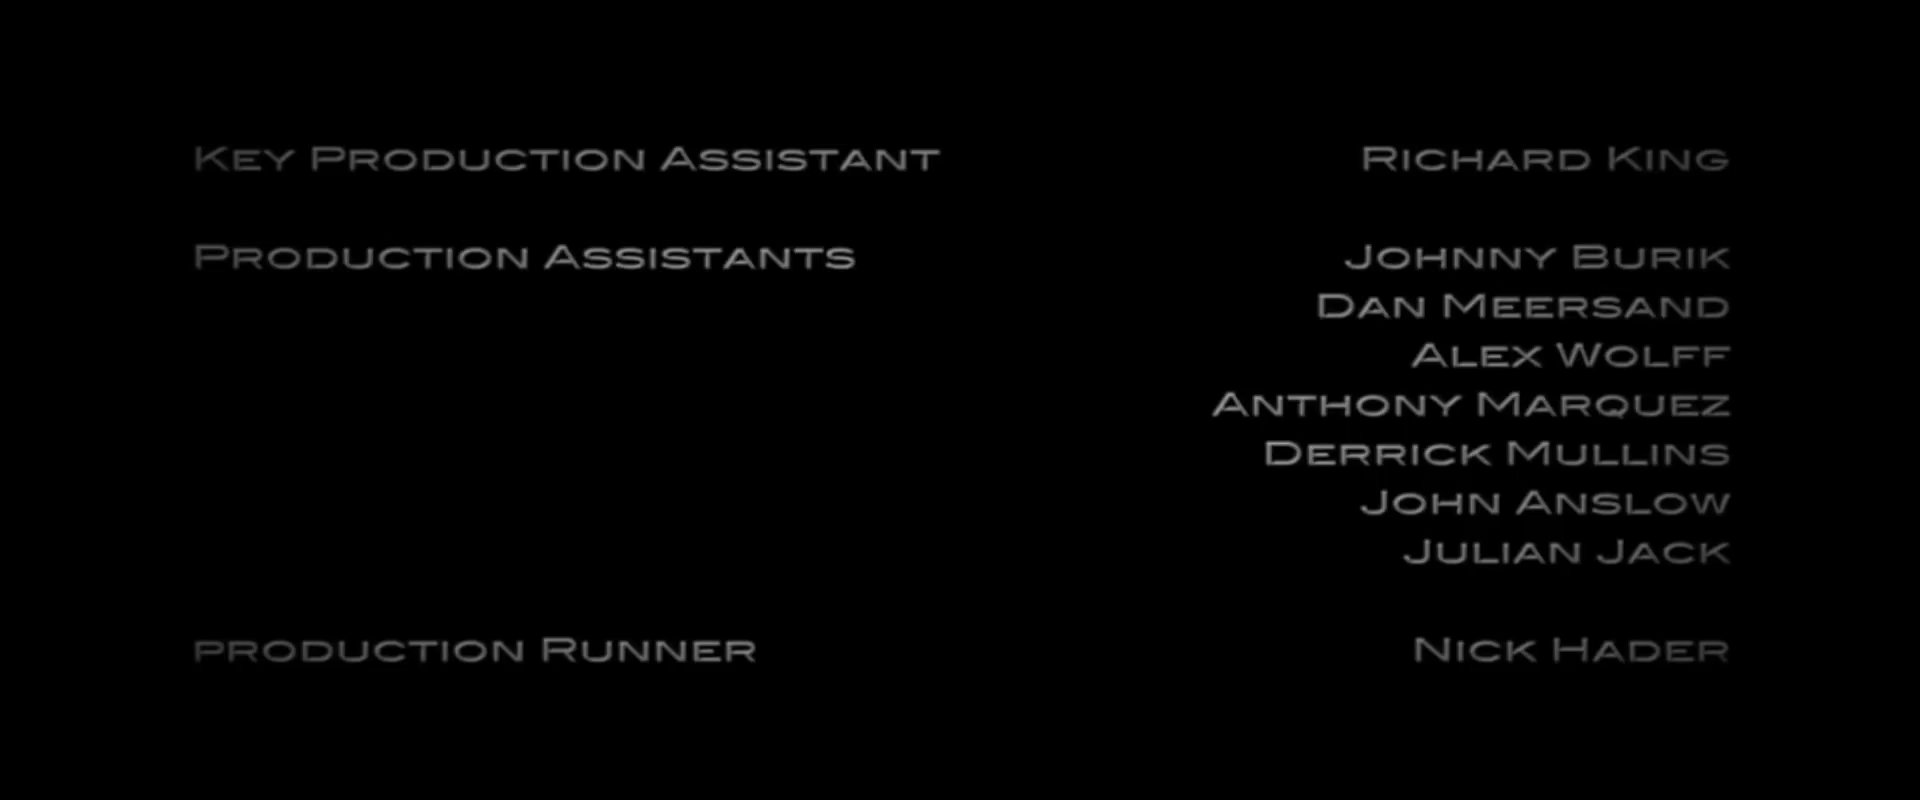 Key Production Assistant Richard King
Production Assistants Johnny Burik
Dan Meersand
Alex Wolff
Anthony Marquez
Derrick Mullins
John Anslow
Julian Jack
production Runner Nick Hader